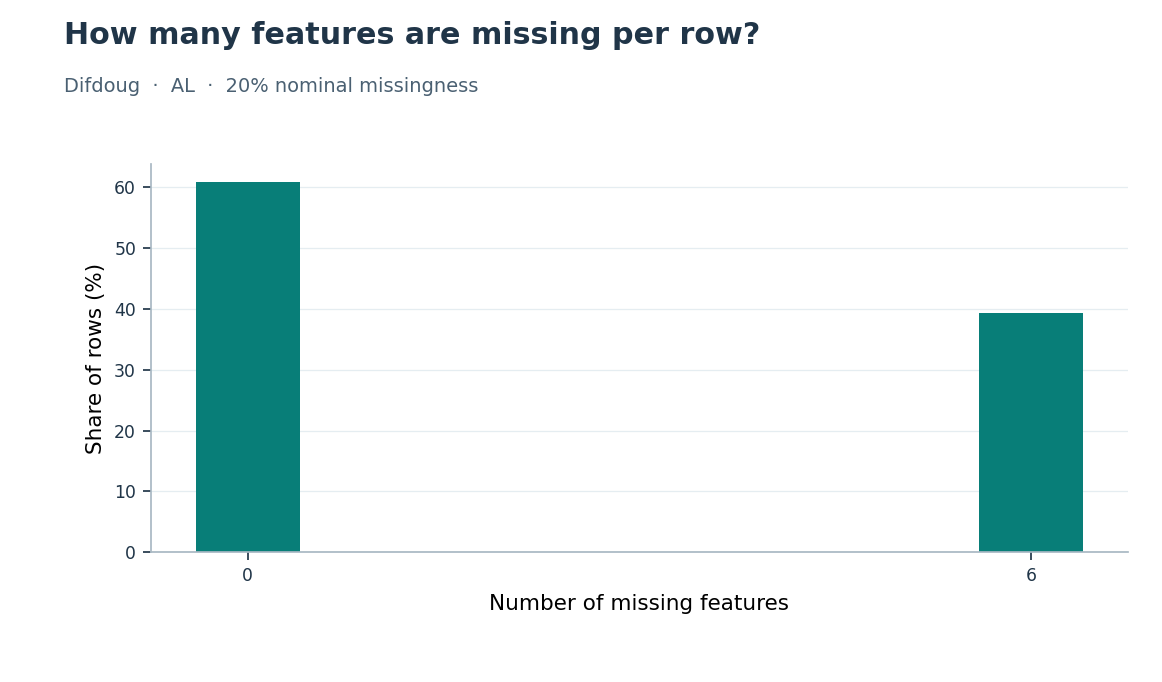 How many features are missing per row?
Difdoug · AL · 20% nominal missingness
Share of rows (%)
60
50
40
30
20
10
0
0 6
Number of missing features